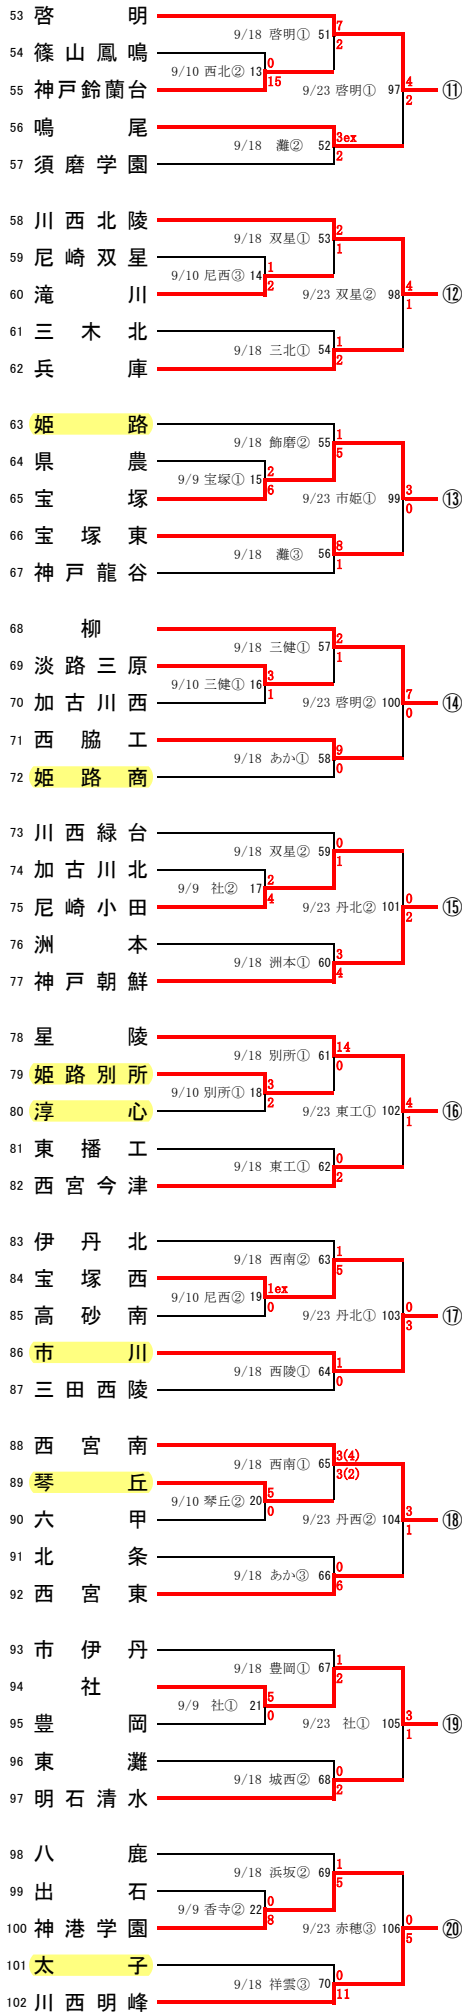 53 啓明
9/18 啓明① 51 7
2
54 篠山鳳鳴
9/10 西北② 13 0
15
55 神戸鈴蘭台
9/23 啓明① 97 4
2
⑪
56 鳴尾
9/18 灘② 52 3ex
2
57 須磨学園
58 川西北陵
9/18 双星① 53 2
1
59 尼崎双星
9/10 尼西③ 14 1
2
60 滝川
9/23 双星② 98 4
1
⑫
61 三木北
9/18 三北① 54 1
2
62 兵庫
63 姫路
9/18 飾磨② 55 1
5
64 県農
9/9 宝塚① 15 2
6
65 宝塚
9/23 市姫① 99 3
0
⑬
66 宝塚東
9/18 灘③ 56 8
1
67 神戸龍谷
68 柳
9/18 三健① 57 2
1
69 淡路三原
9/10 三健① 16 3
1
70 加古川西
9/23 啓明② 100 7
0
⑭
71 西脇工
9/18 あか① 58 9
0
72 姫路商
73 川西緑台
9/18 双星② 59 0
1
74 加古川北
9/9 社② 17 2
4
75 尼崎小田
9/23 丹北② 101 0
2
⑮
76 洲本
9/18 洲本① 60 3
4
77 神戸朝鮮
78 星陵
9/18 別所① 61 14
0
79 姫路別所
9/10 別所① 18 3
2
80 淳心
9/23 東工① 102 4
1
⑯
81 東播工
9/18 東工① 62 0
2
82 西宮今津
83 伊丹北
9/18 西南② 63 1
5
84 宝塚西
9/10 尼西② 19 1ex
0
85 高砂南
9/23 丹北① 103 0
3
⑰
86 市川
9/18 西陵① 64 1
0
87 三田西陵
88 西宮南
9/18 西南① 65 3(4)
3(2)
89 琴丘
9/10 琴丘② 20 5
0
90 六甲
9/23 丹西② 104 3
1
⑱
91 北条
9/18 あか③ 66 0
6
92 西宮東
93 市伊丹
9/18 豊岡① 67 1
2
94 社
9/9 社① 21 5
0
95 豊岡
9/23 社① 105 3
1
⑲
96 東灘
9/18 城西② 68 0
2
97 明石清水
98 八鹿
9/18 浜坂② 69 1
5
99 出石
9/9 香寺② 22 0
8
100 神港学園
9/23 赤穂③ 106 0
5
⑳
101 太子
9/18 祥雲③ 70 0
11
102 川西明峰